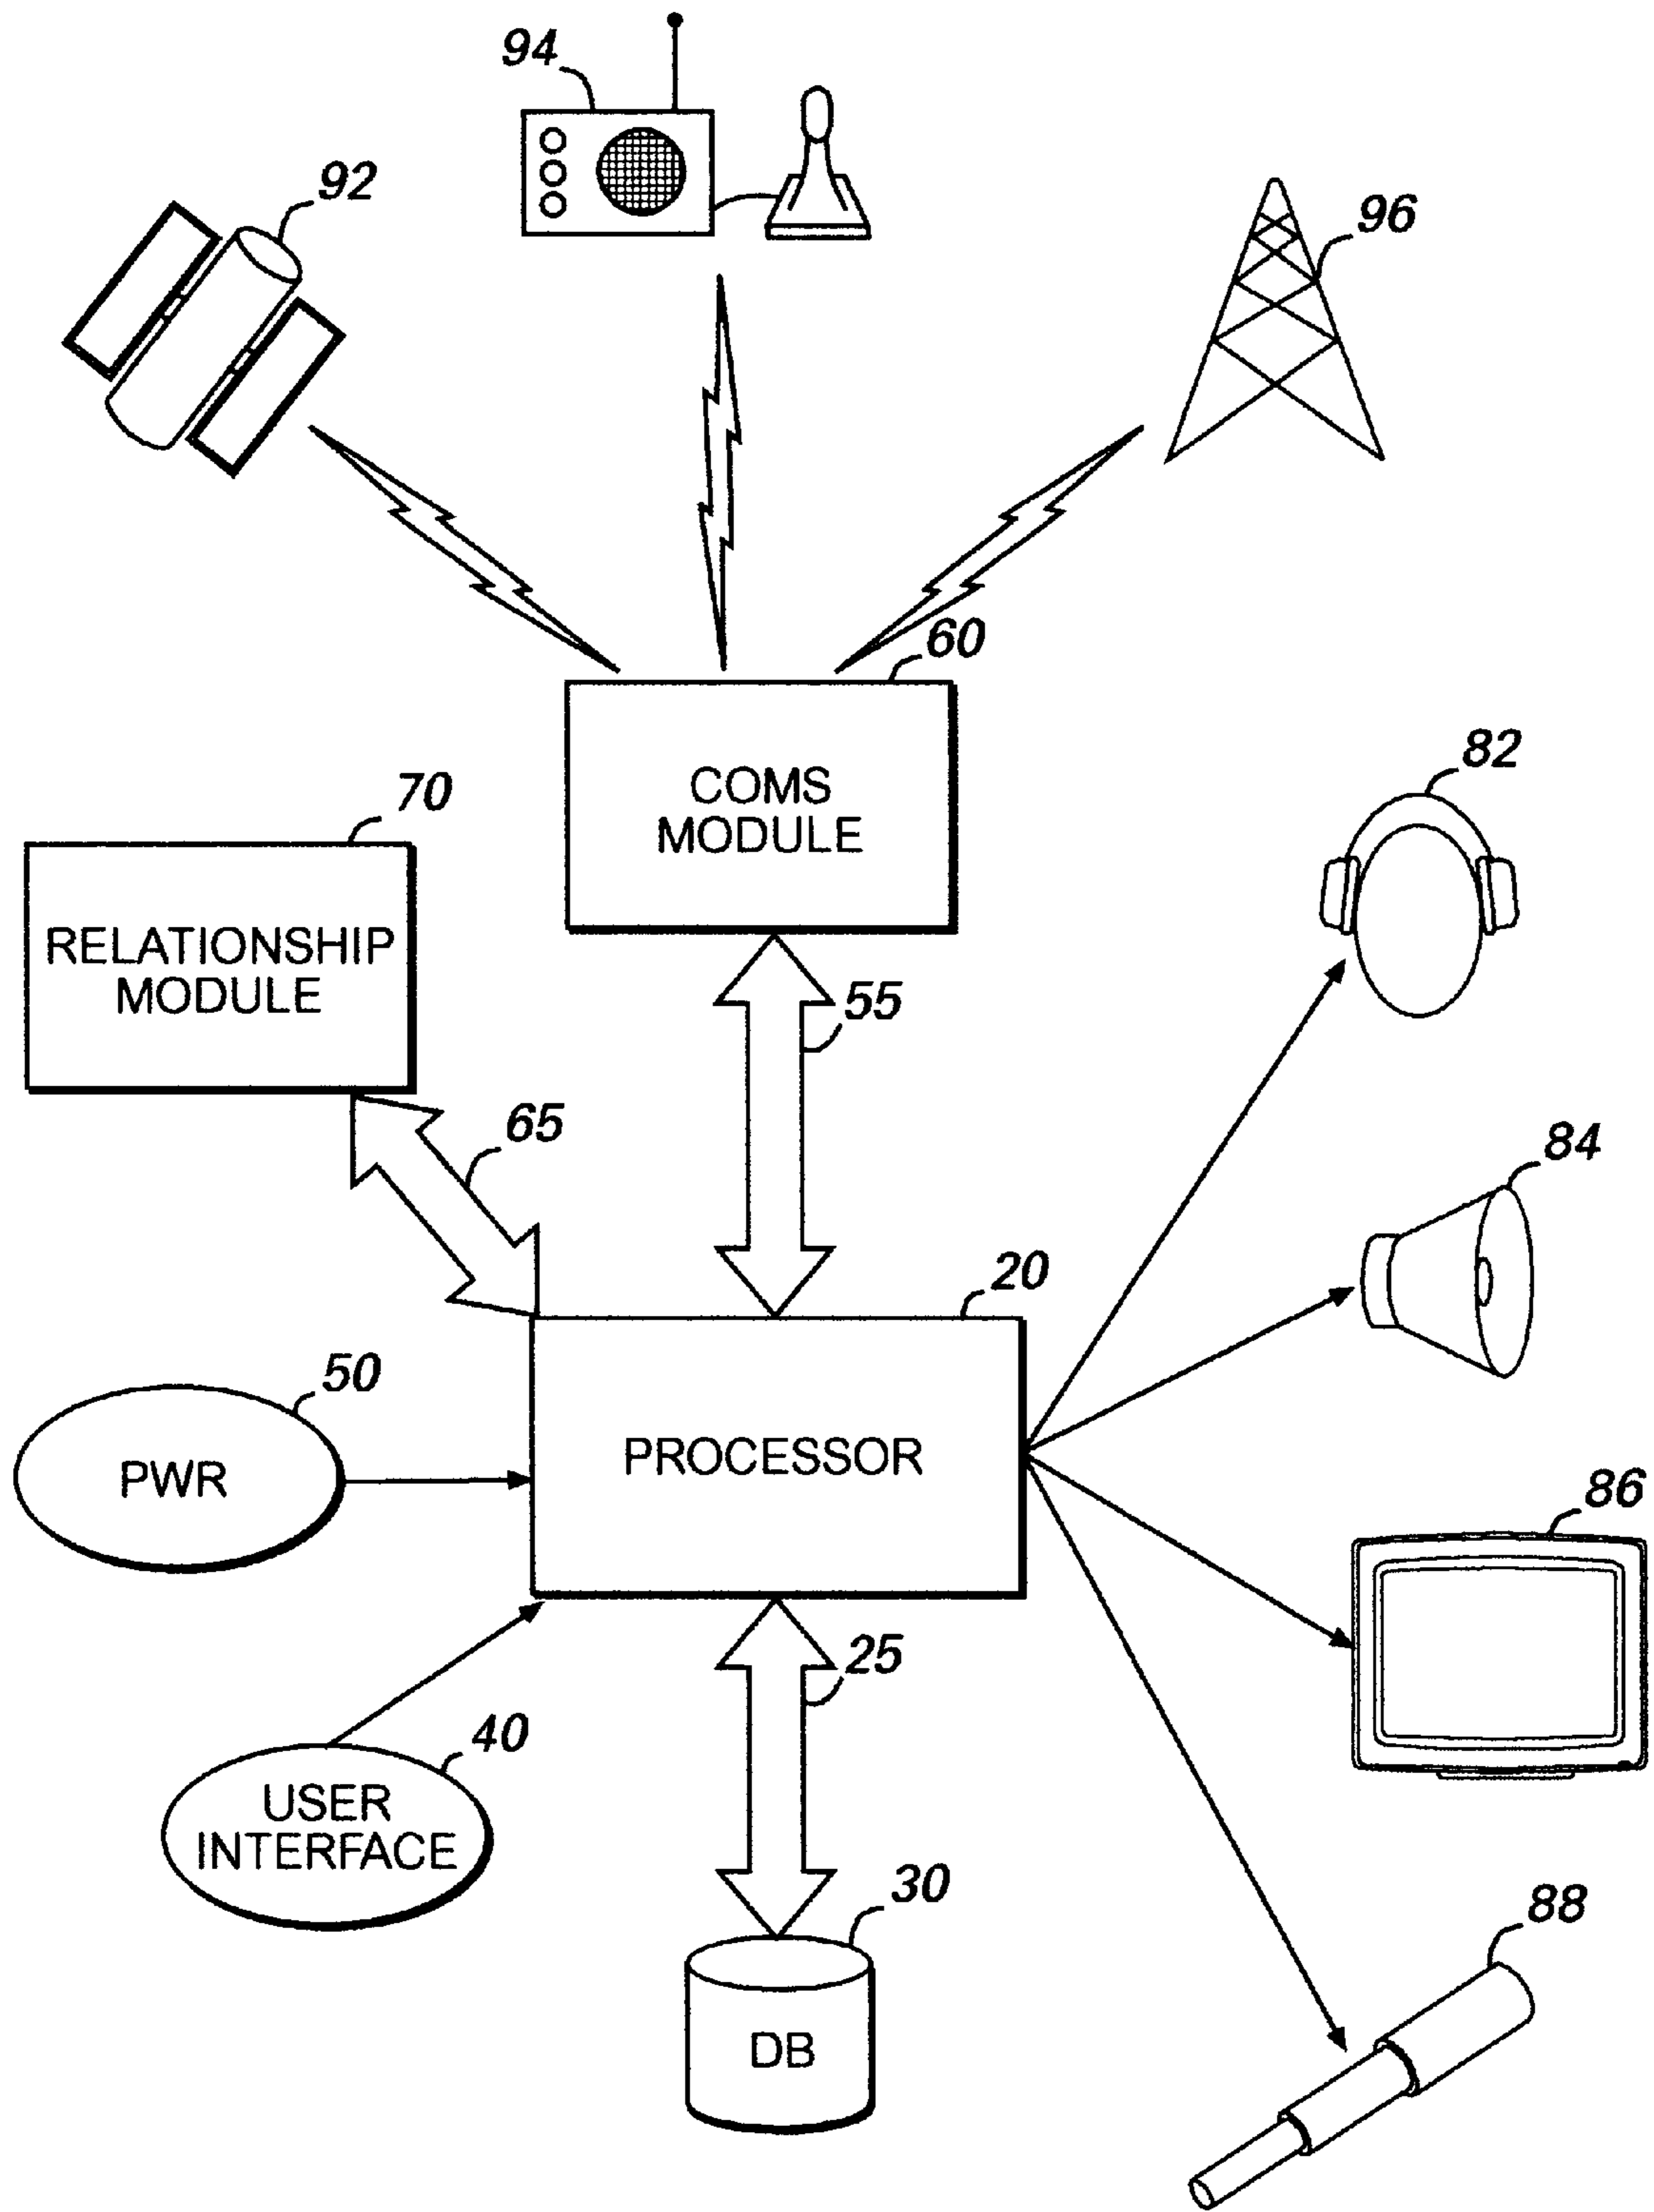 94
92
96
60
COMS
MODULE
82
70
RELATIONSHIP
MODULE
55
65
84
20
50
PROCESSOR
PWR
86
25
40
USER
INTERFACE
30
DB
88